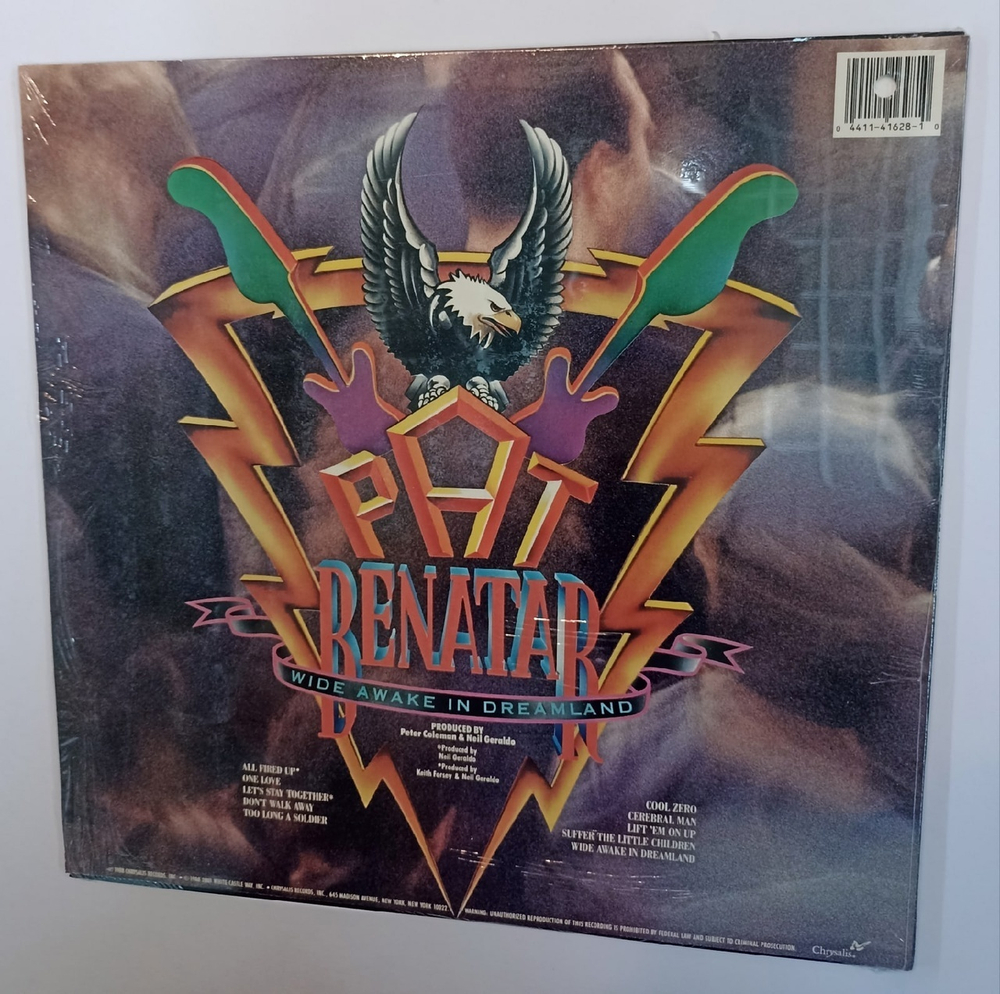 0 4411-41628-1 0
PAT
BENATAR
WIDE AWAKE IN DREAMLAND
PRODUCED BY
Peter Coleman & Neil Geraldo
+Produced by
Neil Geraldo
*Produced by
Keith Forsey & Neil Geraldo
ALL FIRED UP*
ONE LOVE
LET'S STAY TOGETHER+
DON'T WALK AWAY
TOO LONG A SOLDIER
COOL ZERO
CEREBRAL MAN
LIFT 'EM ON UP
SUFFER THE LITTLE CHILDREN
WIDE AWAKE IN DREAMLAND
1988 CHRYSALIS RECORDS, INC. • CHRYSALIS RECORDS, INC., 645 MADISON AVENUE, NEW YORK, NEW YORK 10022
WARNING: UNAUTHORIZED REPRODUCTION OF THIS RECORDING IS PROHIBITED BY FEDERAL LAW AND SUBJECT TO CRIMINAL PROSECUTION.
Chrysalis